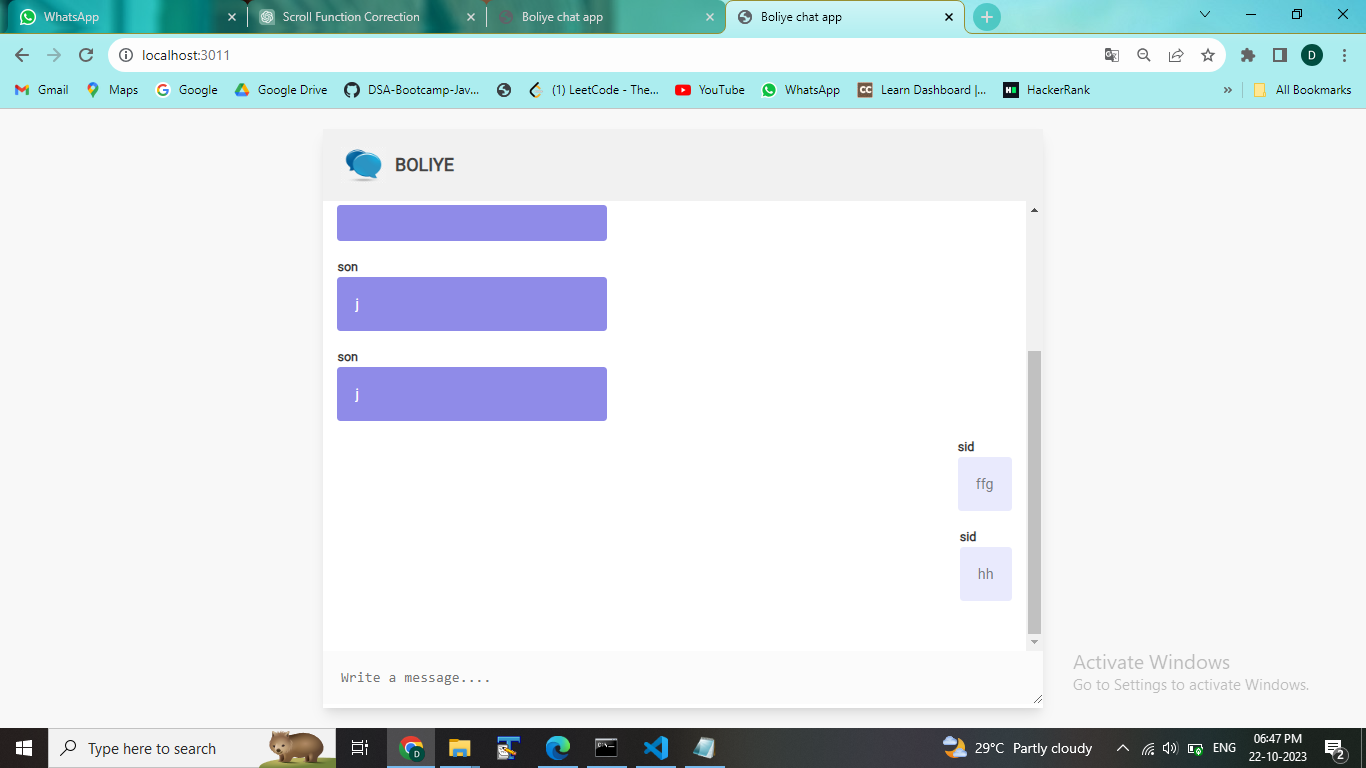 WhatsApp
Scroll Function Correction
Boliye chat app
Boliye chat app
localhost:3011
D
Gmail
Maps
Google
Google Drive
DSA-Bootcamp-Jav...
(1) LeetCode - The...
YouTube
WhatsApp
CC
Learn Dashboard |...
HackerRank
All Bookmarks
BOLIYE
son
j
son
j
sid
ffg
sid
hh
Write a message....
Activate Windows
Go to Settings to activate Windows.
Type here to search
29°C Partly cloudy
ENG
06:47 PM
22-10-2023
2